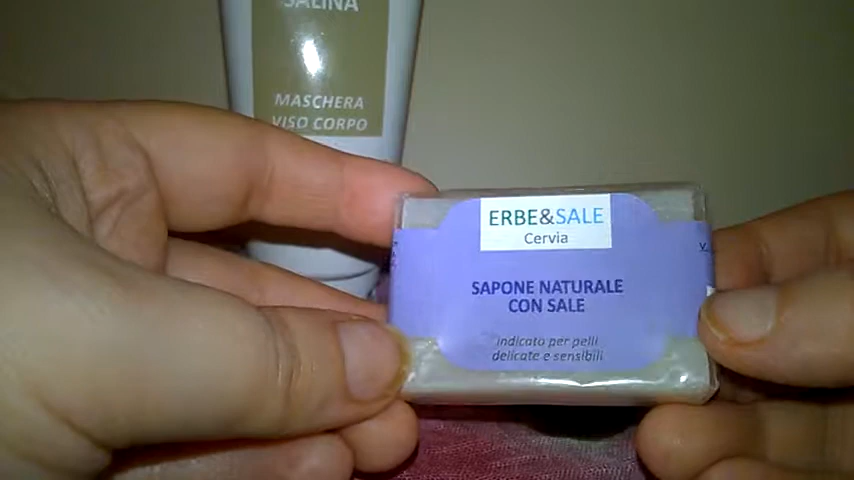 SALINA
MASCHERA
VISO CORPO
ERBE&SALE
Cervia
SAPONE NATURALE
CON SALE
indicato per pelli
delicate e sensibili